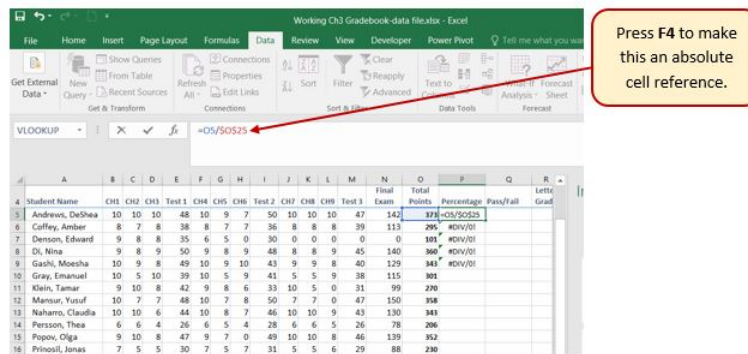 Working Ch3 Gradebook-data file.xlsx - Excel
File Home Insert Page Layout Formulas Data Review View Developer Power Pivot Tell me what you wa
Get External Data
New Query
Show Queries
From Table
Recent Sources
Get & Transform
Refresh All
Connections
Properties
Edit Links
Connections
Sort
Filter
Clear
Reapply
Advanced
Sort & Filter
Text to
Data Tools
What-If Analysis
Forecast Sheet
Forecast
Press F4 to make
this an absolute
cell reference.
VLOOKUP fx =O5/$O$25
A B C D E F G H I J K L M N O P Q R
Final Total Lette
4 Student Name CH1 CH2 CH3 Test 1 CH4 CH5 CH6 Test 2 CH7 CH8 CH9 Test 3 Exam Points Percentage Pass/Fail Grad
5 Andrews, DeShea 10 10 10 48 10 9 7 50 10 10 10 47 142 373 =O5/$O$25
6 Coffey, Amber 8 7 8 38 8 7 7 36 8 8 8 39 113 295 #DIV/0!
7 Denson, Edward 9 8 8 35 6 5 0 30 0 0 0 0 0 101 #DIV/0!
8 Di, Nina 9 8 9 50 9 8 9 48 8 8 9 45 140 360 #DIV/0!
9 Gashi, Moesha 10 9 8 49 10 9 10 43 9 9 8 40 129 343 #DIV/0!
10 Gray, Emanuel 10 5 10 39 10 5 9 41 5 5 9 38 115 301
11 Klein, Tamar 9 10 8 42 9 8 6 33 10 5 0 31 99 270
12 Mansur, Yusuf 10 7 7 48 10 7 8 50 7 7 0 47 150 358
13 Naharro, Claudia 10 10 6 44 10 8 7 46 10 10 9 43 130 343
14 Persson, Thea 6 6 4 26 6 5 4 28 6 6 5 26 78 206
15 Popov, Olga 9 10 8 47 9 7 0 49 10 10 8 46 139 352
16 Prinosil, Jonas 7 5 5 30 7 5 7 31 5 5 6 29 88 230